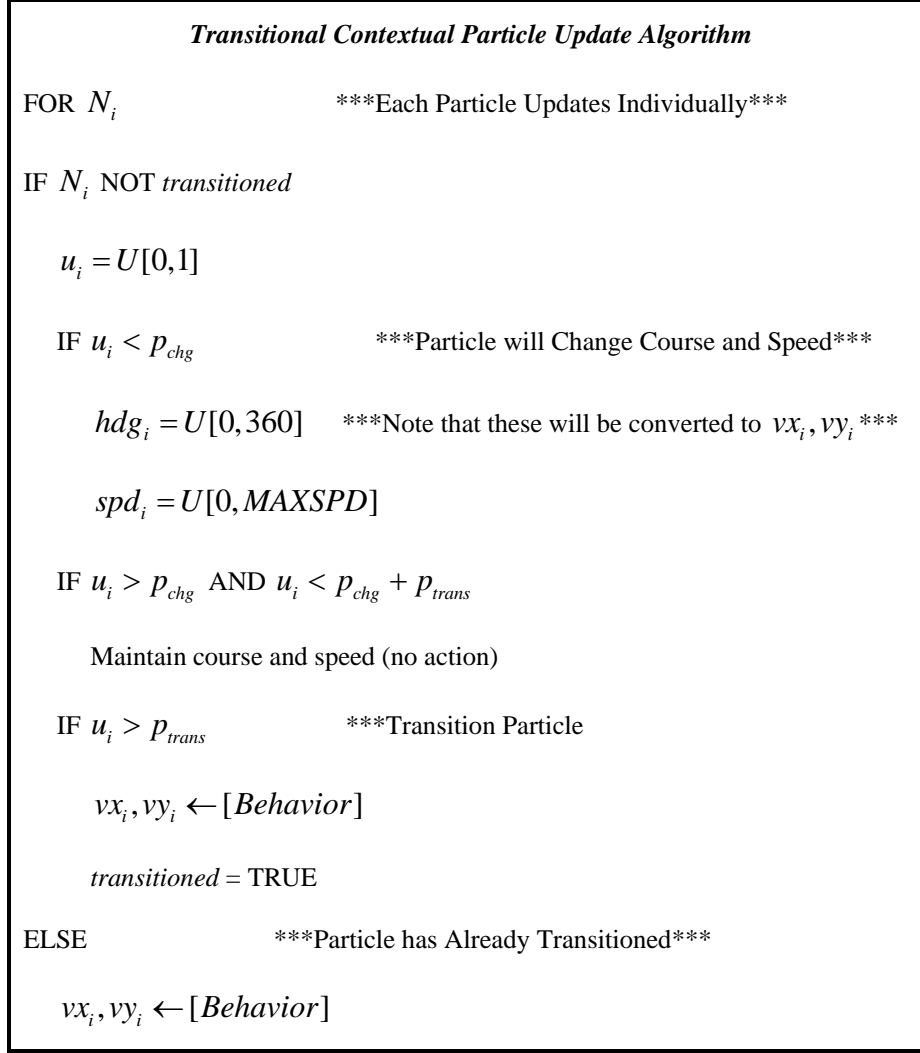 Transitional Contextual Particle Update Algorithm
FOR N_i ***Each Particle Updates Individually***
IF N_i NOT transitioned
u_i = U[0,1]
IF u_i < p_chg ***Particle will Change Course and Speed***
hdg_i = U[0,360] ***Note that these will be converted to vx_i, vy_i ***
spd_i = U[0, MAXSPD]
IF u_i > p_chg AND u_i < p_chg + p_trans
Maintain course and speed (no action)
IF u_i > p_trans ***Transition Particle
vx_i, vy_i ← [Behavior]
transitioned = TRUE
ELSE ***Particle has Already Transitioned***
vx_i, vy_i ← [Behavior]